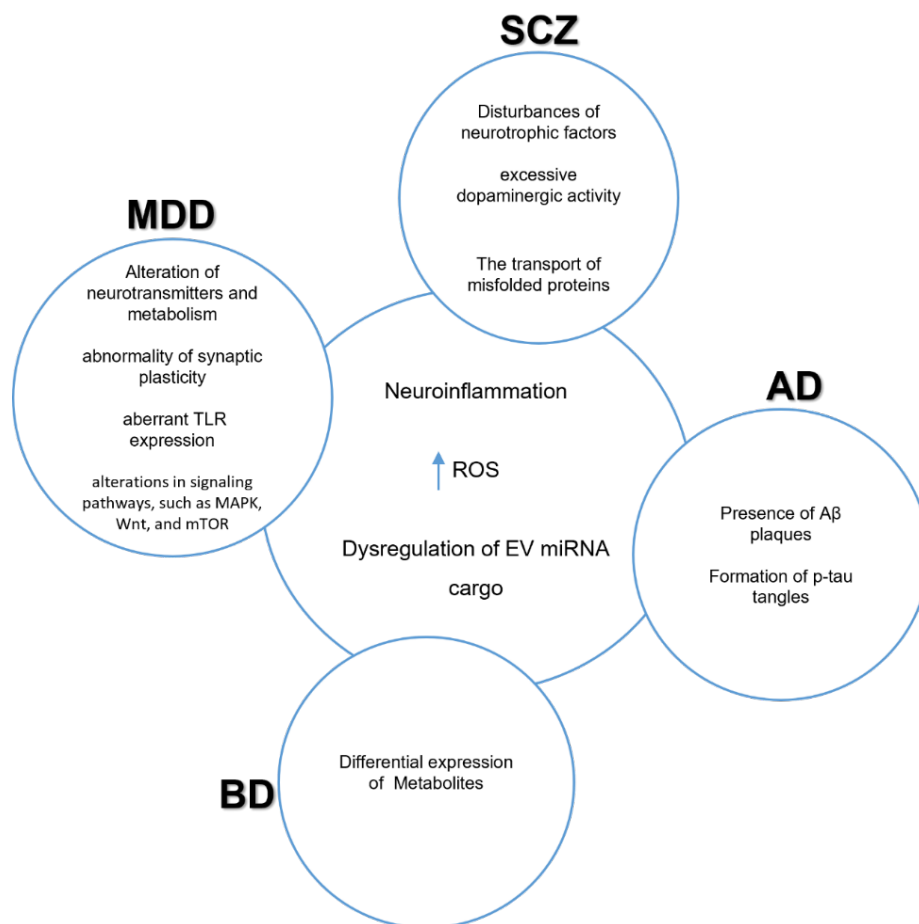 SCZ
Disturbances of
neurotrophic factors
excessive
dopaminergic activity
The transport of
misfolded proteins
MDD
Alteration of
neurotransmitters and
metabolism
abnormality of synaptic
plasticity
aberrant TLR
expression
alterations in signaling
pathways, such as MAPK,
Wnt, and mTOR
Neuroinflammation
ROS
Dysregulation of EV miRNA
cargo
AD
Presence of Aβ
plaques
Formation of p-tau
tangles
BD
Differential expression
of Metabolites